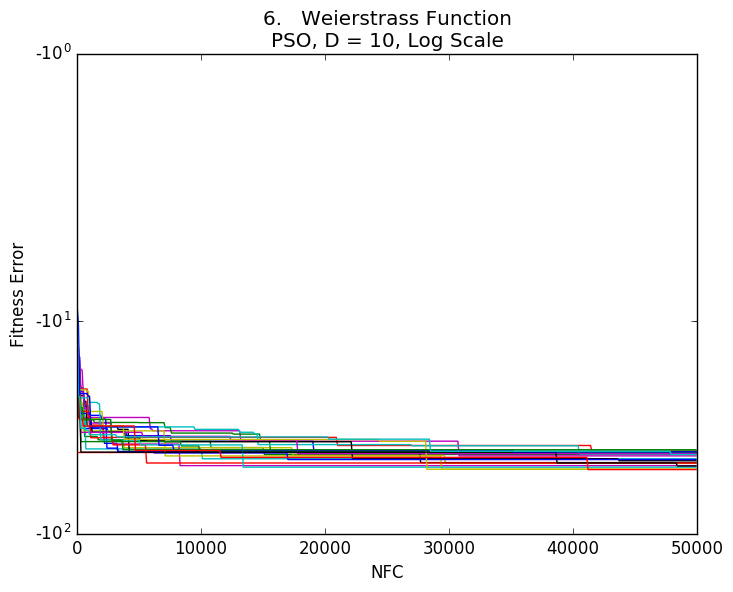 6.   Weierstrass Function
PSO, D = 10, Log Scale
-10^0
-10^1
-10^2
Fitness Error
0 10000 20000 30000 40000 50000
NFC